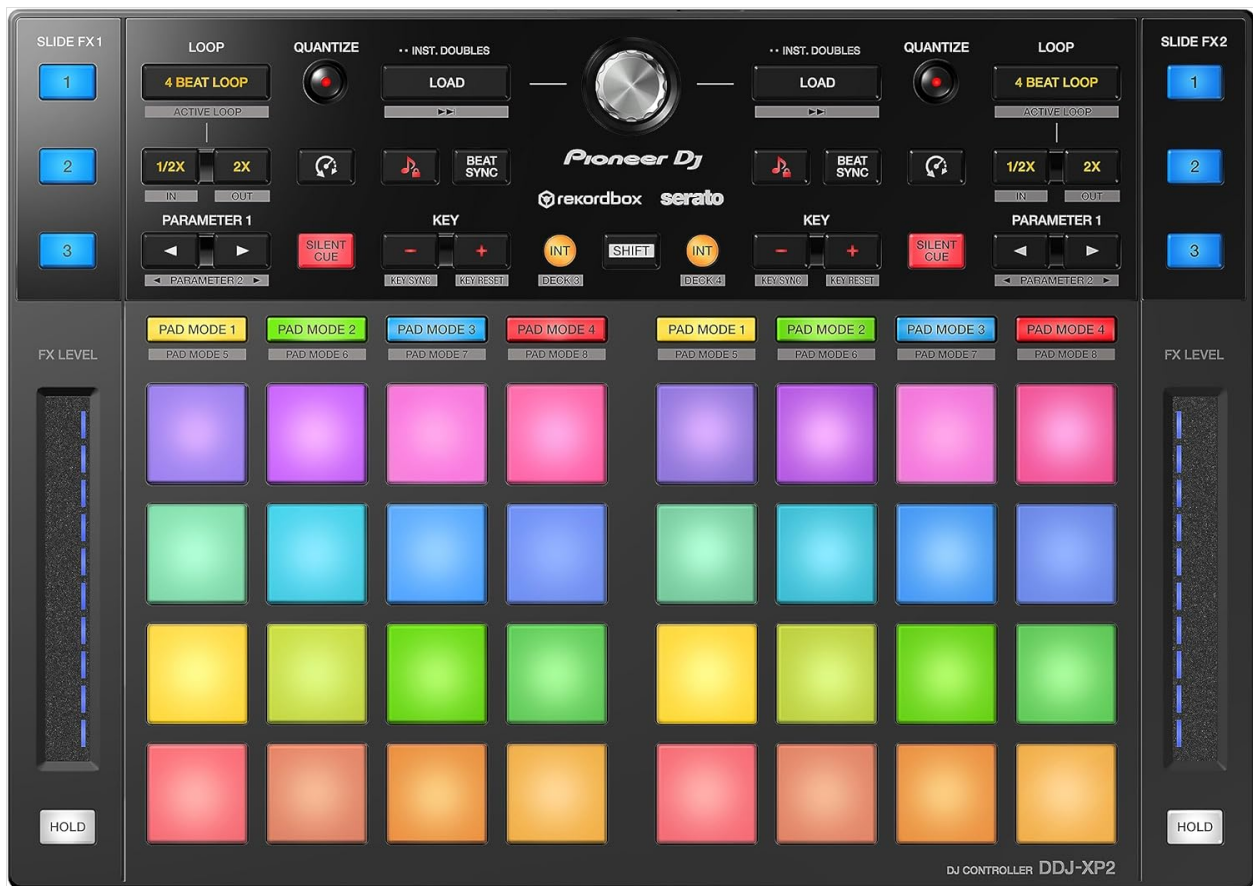 SLIDE FX1
LOOP
QUANTIZE
•• INST. DOUBLES
•• INST. DOUBLES
QUANTIZE
LOOP
SLIDE FX2
1
4 BEAT LOOP
LOAD
LOAD
4 BEAT LOOP
1
ACTIVE LOOP
ACTIVE LOOP
2
1/2X
2X
BEAT
SYNC
Pioneer Dj
BEAT
SYNC
1/2X
2X
2
IN
OUT
rekordbox
serato
IN
OUT
PARAMETER 1
KEY
KEY
PARAMETER 1
3
SILENT
CUE
-
+
INT
SHIFT
INT
-
+
SILENT
CUE
3
◄ PARAMETER 2 ►
KEY SYNC
KEY RESET
DECK 3
DECK 4
KEY SYNC
KEY RESET
◄ PARAMETER 2 ►
PAD MODE 1
PAD MODE 2
PAD MODE 3
PAD MODE 4
PAD MODE 1
PAD MODE 2
PAD MODE 3
PAD MODE 4
FX LEVEL
PAD MODE 5
PAD MODE 6
PAD MODE 7
PAD MODE 8
PAD MODE 5
PAD MODE 6
PAD MODE 7
PAD MODE 8
FX LEVEL
HOLD
HOLD
DJ CONTROLLER DDJ-XP2